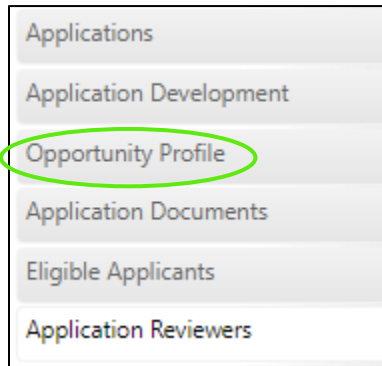 Applications
Application Development
Opportunity Profile
Application Documents
Eligible Applicants
Application Reviewers